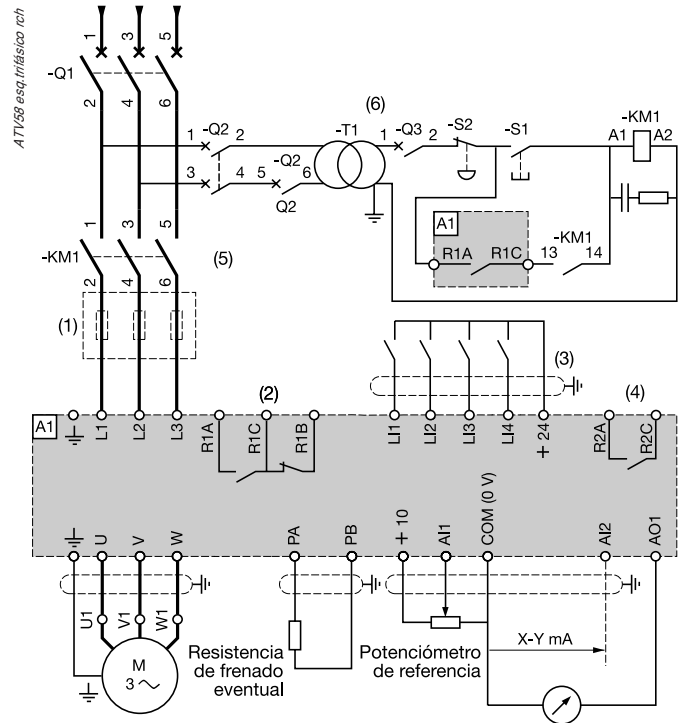 ATV58 esq.trifásico rch
1 3 5
-Q1
2 4 6
(6)
1 -Q2 2
-T1
1 -Q3 2
-S2
-S1
-KM1
A1 A2
3 4 5 -Q2 6
Q2
1 3 5
-KM1
(5)
2 4 6
A1
R1A R1C
13 -KM1 14
(1)
(2)
(3)
(4)
A1
L1 L2 L3 R1A R1C R1B LI1 LI2 LI3 LI4 + 24 R2A R2C
U V W PA PB + 10 AI1 COM (0 V) AI2 AO1
U1 V1 W1
M
3
Resistencia
de frenado
eventual
Potenciómetro
de referencia
X-Y mA